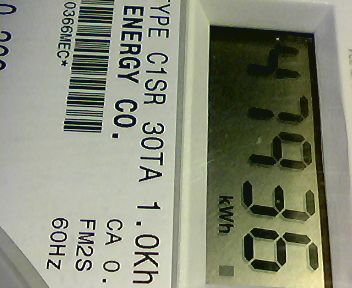 47936
kWh
TYPE C1SR 30TA 1.0Kh
ENERGY CO.
CA 0.
FM2S
0366MEC*
60HZ